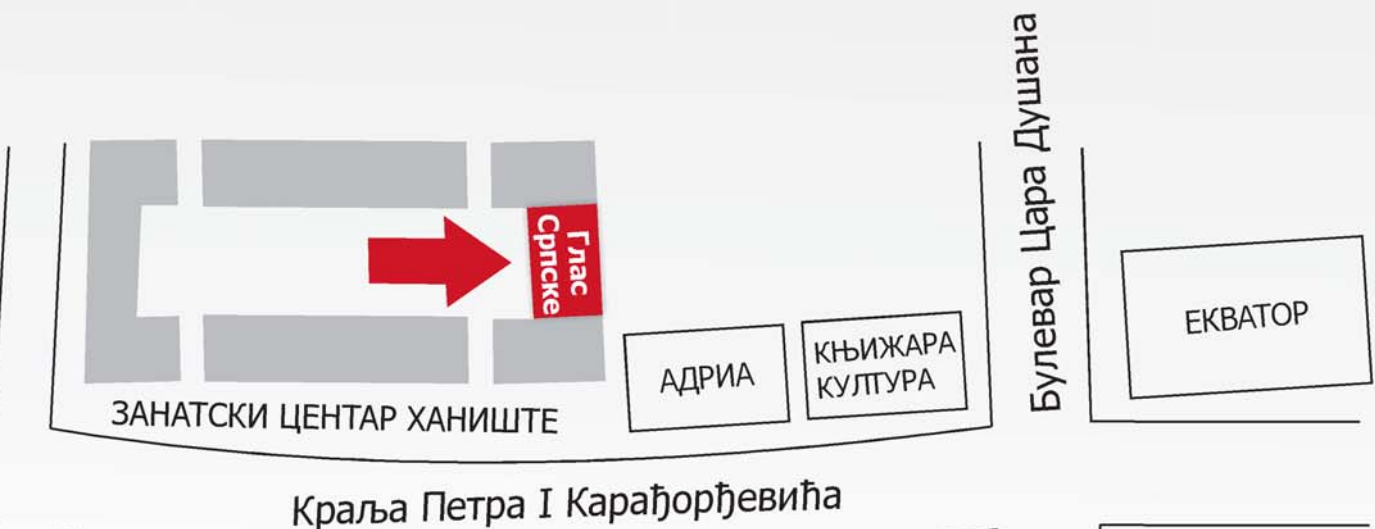 Булевар Цара Душана
Глас
Српске
ЕКВАТОР
АДРИА
КЊИЖАРА
КУЛТУРА
ЗАНАТСКИ ЦЕНТАР ХАНИШТЕ
Краља Петра I Карађорђевића